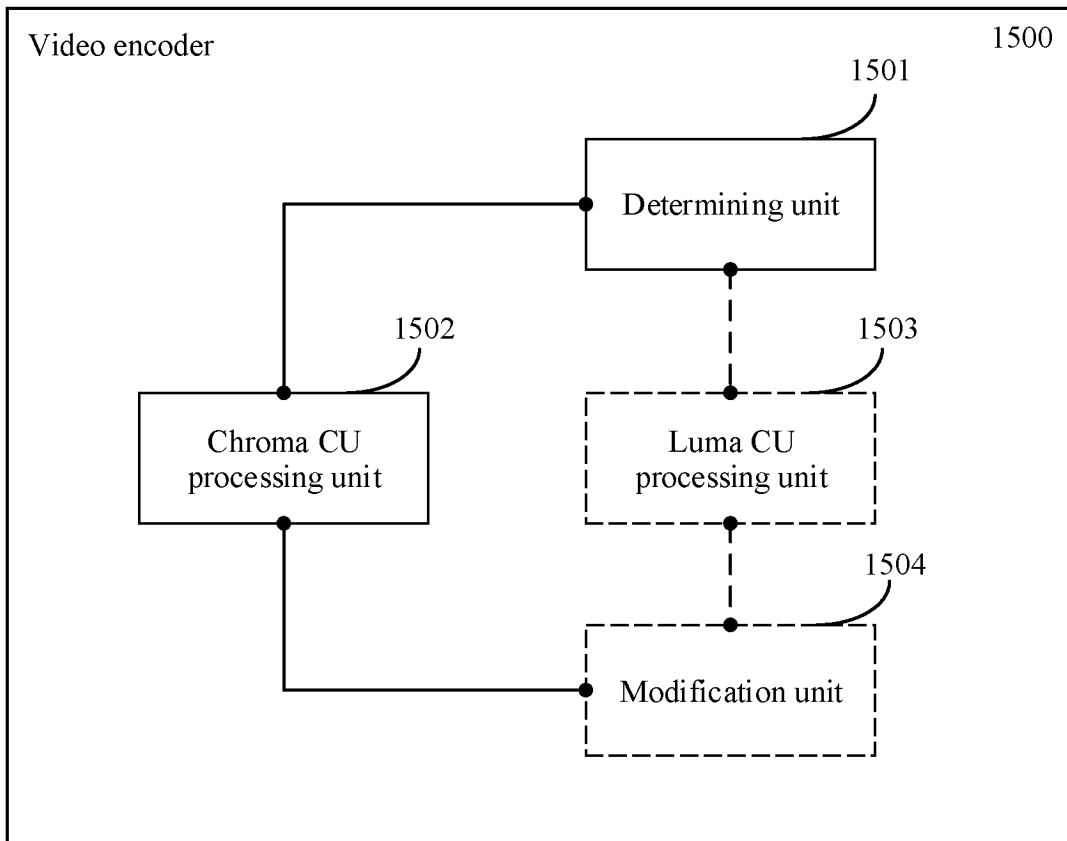 Video encoder
1500
1501
Determining unit
1502
1503
Chroma CU
processing unit
Luma CU
processing unit
1504
Modification unit